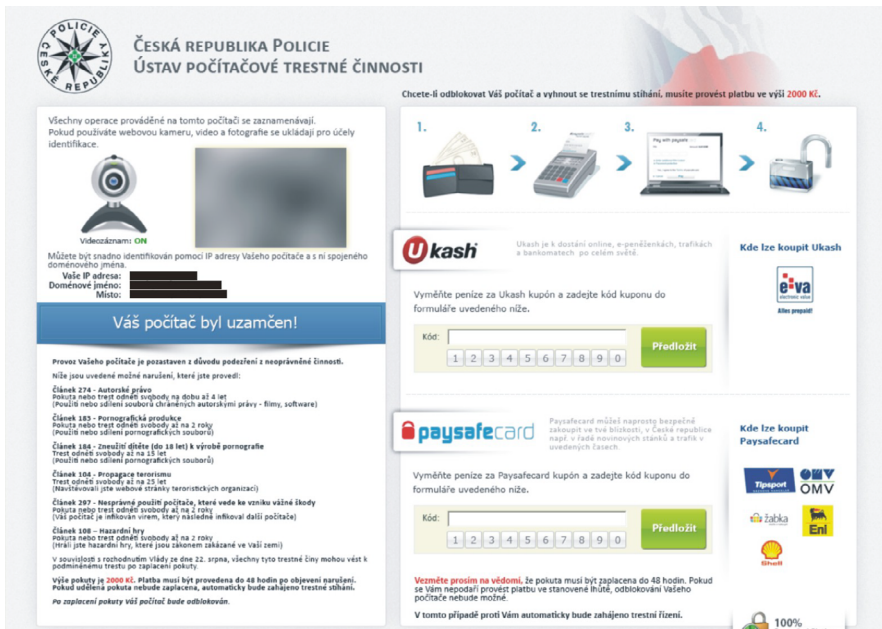 POLICIE
ČESKÉ REPUBLIKY
ČESKÁ REPUBLIKA POLICIE
ÚSTAV POČÍTAČOVÉ TRESTNÉ ČINNOSTI
Chcete-li odblokovat Váš počítač a vyhnout se trestnímu stíhání, musíte provést platbu ve výši 2000 Kč.
Všechny operace prováděné na tomto počítači se zaznamenávají.
Pokud používáte webovou kameru, video a fotografie se ukládají pro účely
identifikace.
Videozáznam: ON
Můžete být snadno identifikován pomocí IP adresy Vašeho počítače a s ní spojeného
doménového jména.
Vaše IP adresa:
Doménové jméno:
Místo:
Váš počítač byl uzamčen!
Provoz Vašeho počítače je pozastaven z důvodu podezření z neoprávněné činnosti.
Níže jsou uvedené možné narušení, které jste provedl:
Článek 274 - Autorské právo
Pokuta nebo trest odnětí svobody na dobu až 4 let
(Použití nebo sdílení souborů chráněných autorskými právy - filmy, software)
Článek 183 - Pornografická produkce
Pokuta nebo trest odnětí svobody až na 2 roky
(Použití nebo sdílení pornografických souborů)
Článek 184 - Zneužití dítěte (do 18 let) k výrobě pornografie
Trest odnětí svobody až na 15 let
(Použití nebo sdílení pornografických souborů)
Článek 104 - Propagace terorismu
Trest odnětí svobody až na 25 let
(Navštěvovali jste webové stránky teroristických organizací)
Článek 297 - Nesprávné použití počítače, které vede ke vzniku vážné škody
Pokuta nebo trest odnětí svobody až na 2 roky
(Váš počítač je infikován virem, který následně infikoval další počítače)
Článek 108 - Hazardní hry
Pokuta nebo trest odnětí svobody až na 2 roky
(Hráli jste hazardní hry, které jsou zákonem zakázané ve Vaší zemi)
V souvislosti s rozhodnutím Vlády ze dne 22. srpna, všechny tyto trestné činy mohou vést k
podmíněnému trestu po zaplacení pokuty.
Výše pokuty je 2000 Kč. Platba musí být provedena do 48 hodin po objevení narušení.
Pokud udělená pokuta nebude zaplacena, automaticky bude zahájeno trestné stíhání.
Po zaplacení pokuty Váš počítač bude odblokován.
1. 2. 3. 4.
Pay with paysafe
Ukash
Ukash je k dostání online, e-peněženkách, trafikách
a bankomatech po celém světě.
Kde lze koupit Ukash
e-va
electronic value
Alles prepaid!
Vyměňte peníze za Ukash kupón a zadejte kód kuponu do
formuláře uvedeného níže.
Kód:
1 2 3 4 5 6 7 8 9 0
Předložit
paysafecard
Paysafecard můžeš naprosto bezpečně
zakoupit ve tvé blízkosti, v České republice
např. v řadě novinových stánků a trafik v
uvedených časech.
Kde lze koupit
Paysafecard
Tipsport
OMV
žabka
Eni
Shell
Vyměňte peníze za Paysafecard kupón a zadejte kód kuponu do
formuláře uvedeného níže.
Kód:
1 2 3 4 5 6 7 8 9 0
Předložit
Vezměte prosím na vědomí, že pokuta musí být zaplacena do 48 hodin. Pokud
se Vám nepodaří provést platbu ve stanovené lhůtě, odblokování Vašeho
počítače nebude možné.
V tomto případě proti Vám automaticky bude zahájeno trestní řízení.
100%